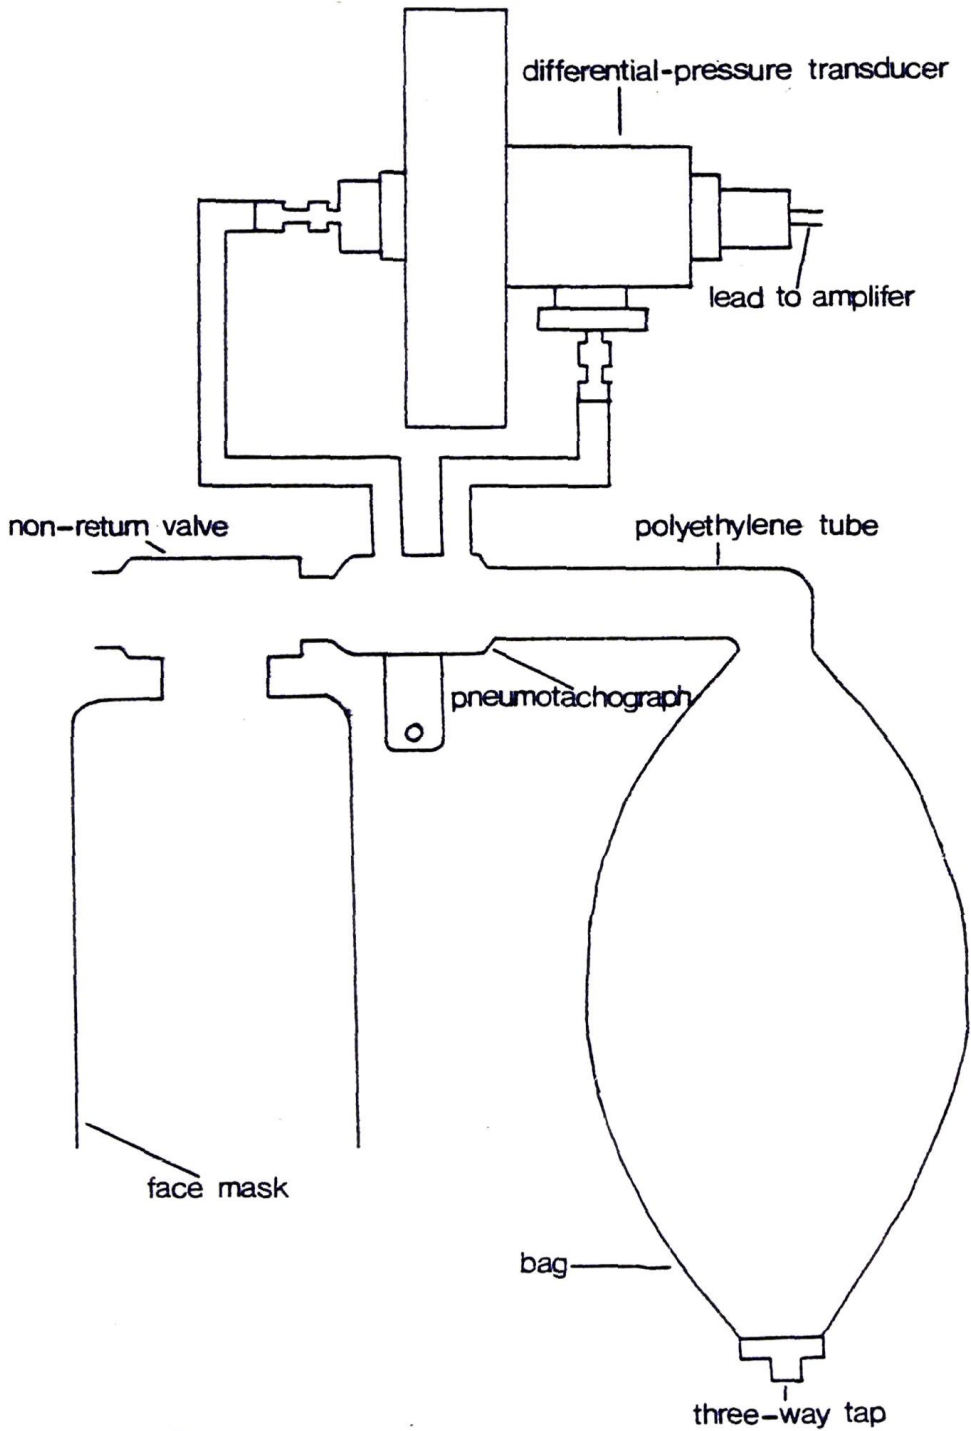 differential-pressure transducer
lead to amplifer
non-return valve
polyethylene tube
pneumotachograph
face mask
bag
three-way tap